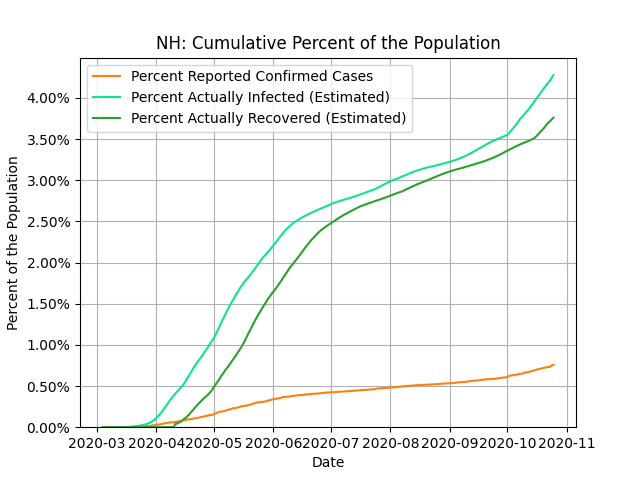 NH: Cumulative Percent of the Population
Percent Reported Confirmed Cases
Percent Actually Infected (Estimated)
Percent Actually Recovered (Estimated)
Percent of the Population
4.00%
3.50%
3.00%
2.50%
2.00%
1.50%
1.00%
0.50%
0.00%
2020-03 2020-04 2020-05 2020-06 2020-07 2020-08 2020-09 2020-10 2020-11
Date